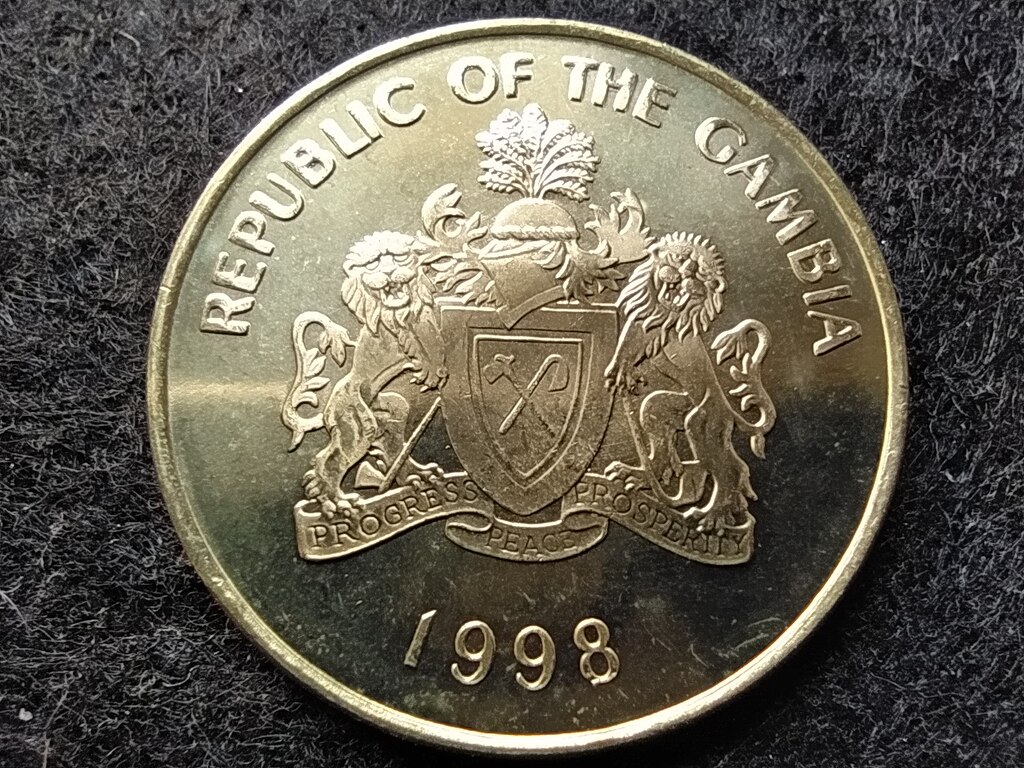 REPUBLIC OF THE GAMBIA
PROGRESS PEACE PROSPERITY
1998